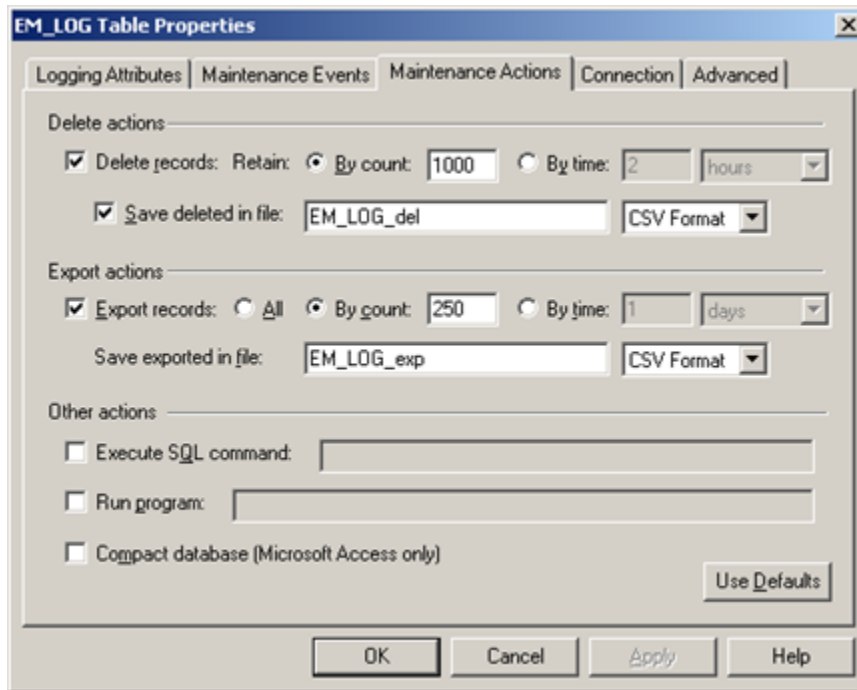 EM_LOG Table Properties
Logging Attributes Maintenance Events Maintenance Actions Connection Advanced
Delete actions
Delete records: Retain: By count: 1000 By time: 2 hours
Save deleted in file: EM_LOG_del CSV Format
Export actions
Export records: All By count: 250 By time: 1 days
Save exported in file: EM_LOG_exp CSV Format
Other actions
Execute SQL command:
Run program:
Compact database (Microsoft Access only)
Use Defaults
OK Cancel Apply Help